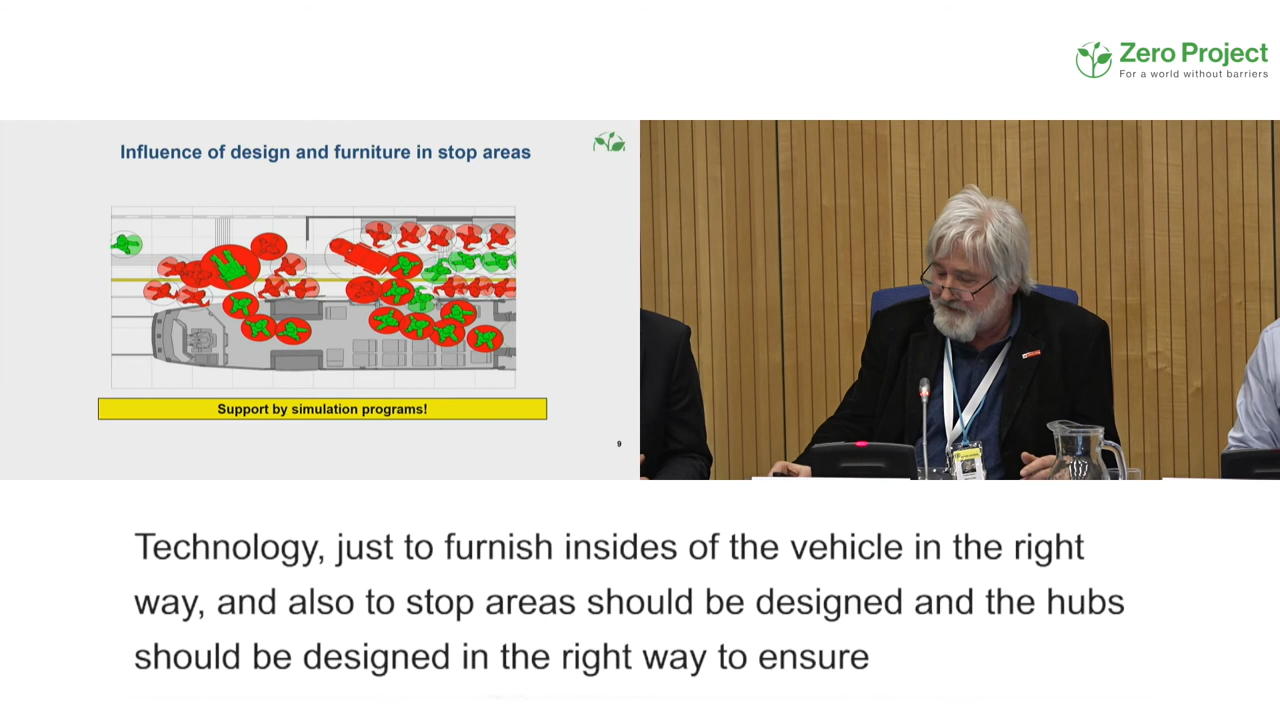 Zero Project
For a world without barriers
Influence of design and furniture in stop areas
Support by simulation programs!
9
Technology, just to furnish insides of the vehicle in the right
way, and also to stop areas should be designed and the hubs
should be designed in the right way to ensure